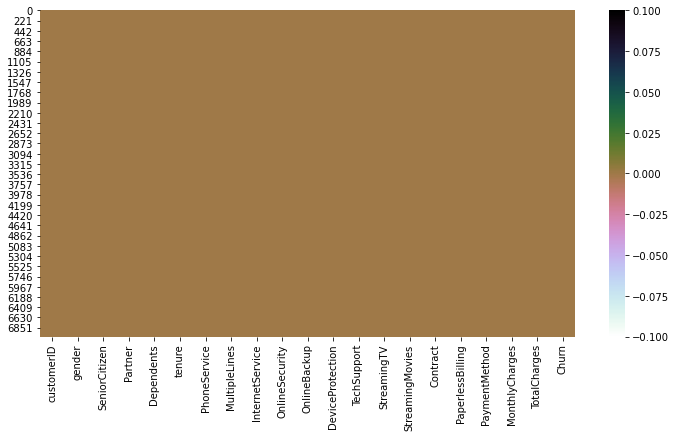 0
221
442
663
884
1105
1326
1547
1768
1989
2210
2431
2652
2873
3094
3315
3536
3757
3978
4199
4420
4641
4862
5083
5304
5525
5746
5967
6188
6409
6630
6851
customerID
gender
SeniorCitizen
Partner
Dependents
tenure
PhoneService
MultipleLines
InternetService
OnlineSecurity
OnlineBackup
DeviceProtection
TechSupport
StreamingTV
StreamingMovies
Contract
PaperlessBilling
PaymentMethod
MonthlyCharges
TotalCharges
Churn
0.100
0.075
0.050
0.025
0.000
−0.025
−0.050
−0.075
−0.100